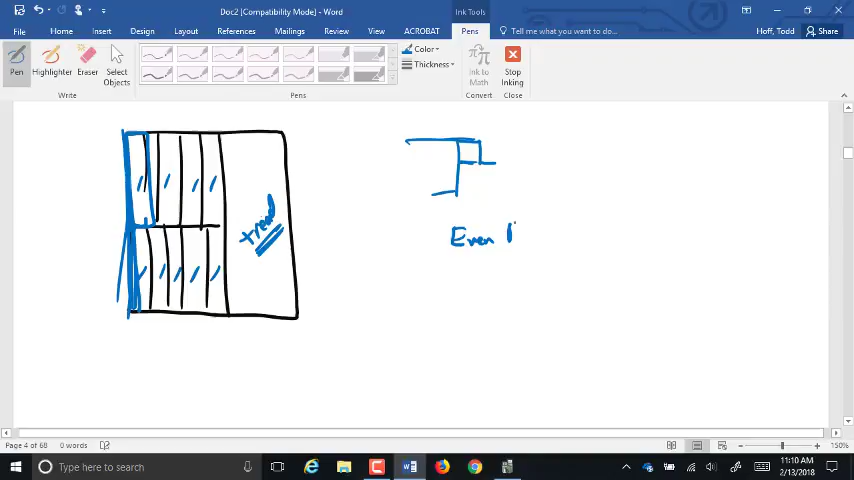 Doc2 [Compatibility Mode] - Word
Ink Tools
Hoff, Todd
File
Home
Insert
Design
Layout
References
Mailings
Review
View
ACROBAT
Pens
Tell me what you want to do...
Share
Pen
Highlighter
Eraser
Select
Objects
Color
Thickness
Ink to
Math
Stop
Inking
Write
Pens
Convert
Close
tread
Even
Page 4 of 68
0 words
150%
Type here to search
11:10 AM
2/13/2018